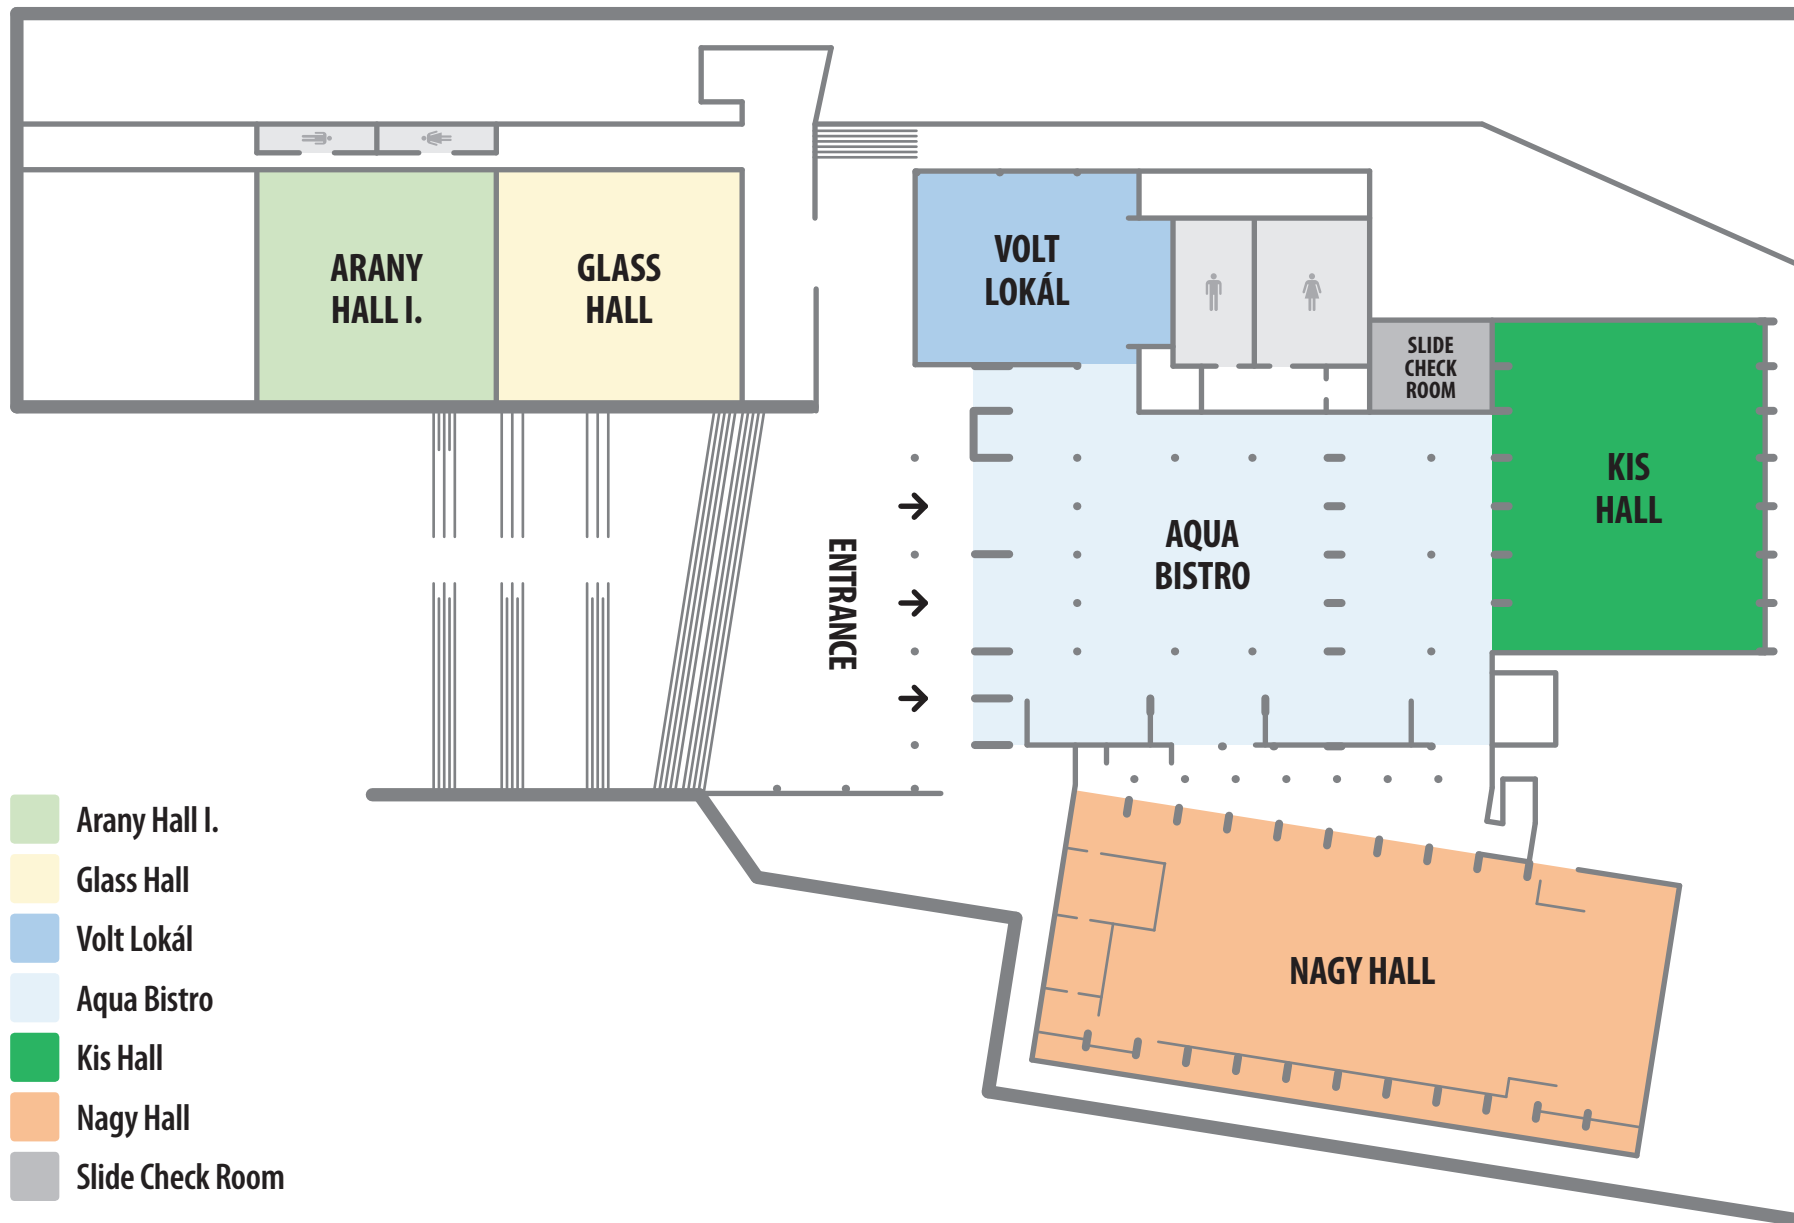 ARANY
HALL I.
GLASS
HALL
VOLT
LOKÁL
SLIDE
CHECK
ROOM
KIS
HALL
AQUA
BISTRO
ENTRANCE
NAGY HALL
Arany Hall I.
Glass Hall
Volt Lokál
Aqua Bistro
Kis Hall
Nagy Hall
Slide Check Room